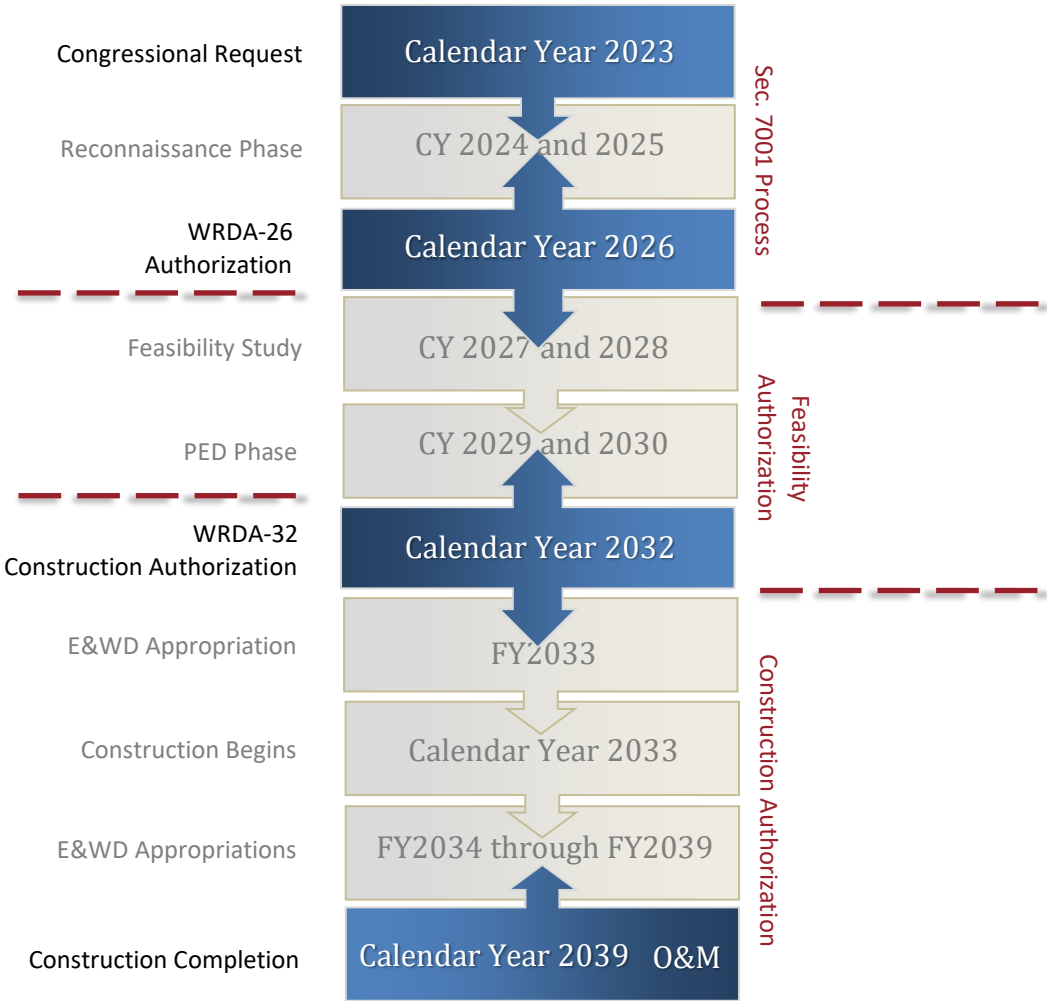 Congressional Request
Calendar Year 2023
Reconnaissance Phase
CY 2024 and 2025
WRDA-26
Authorization
Calendar Year 2026
Sec. 7001 Process
Feasibility Study
CY 2027 and 2028
PED Phase
CY 2029 and 2030
Feasibility
Authorization
WRDA-32
Construction Authorization
Calendar Year 2032
E&WD Appropriation
FY2033
Construction Begins
Calendar Year 2033
E&WD Appropriations
FY2034 through FY2039
Construction Authorization
Construction Completion
Calendar Year 2039 O&M